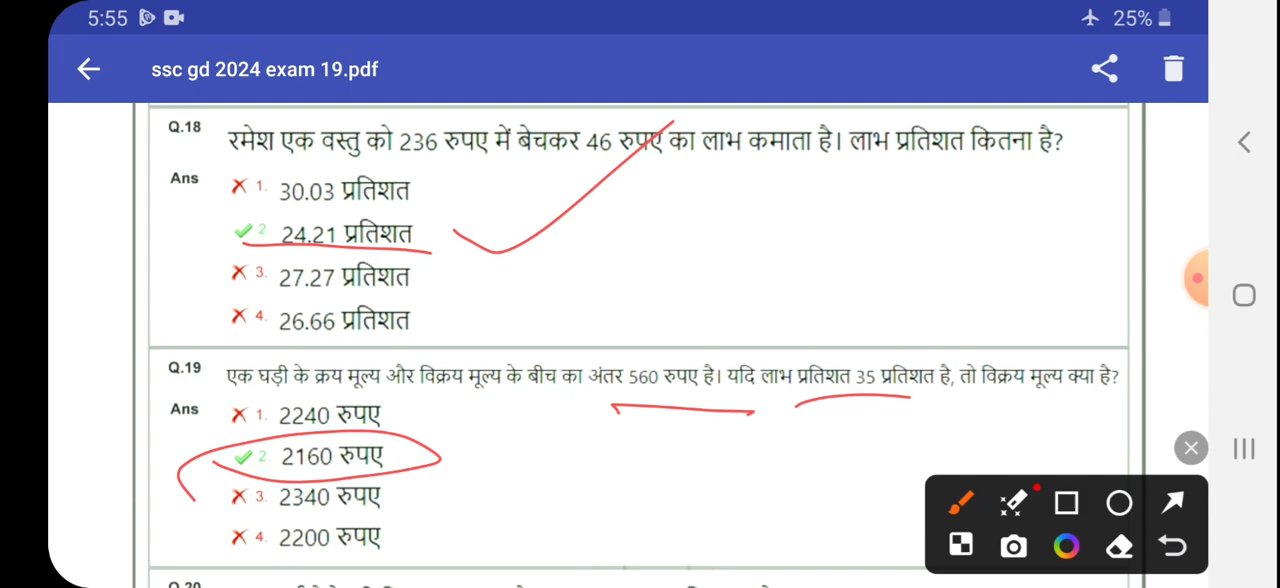 5:55
25%
ssc gd 2024 exam 19.pdf
Q.18 रमेश एक वस्तु को 236 रुपए में बेचकर 46 रुपए का लाभ कमाता है। लाभ प्रतिशत कितना है?
Ans 1. 30.03 प्रतिशत
2. 24.21 प्रतिशत
3. 27.27 प्रतिशत
4. 26.66 प्रतिशत
Q.19 एक घड़ी के क्रय मूल्य और विक्रय मूल्य के बीच का अंतर 560 रुपए है। यदि लाभ प्रतिशत 35 प्रतिशत है, तो विक्रय मूल्य क्या है?
Ans 1. 2240 रुपए
2. 2160 रुपए
3. 2340 रुपए
4. 2200 रुपए
Q.20